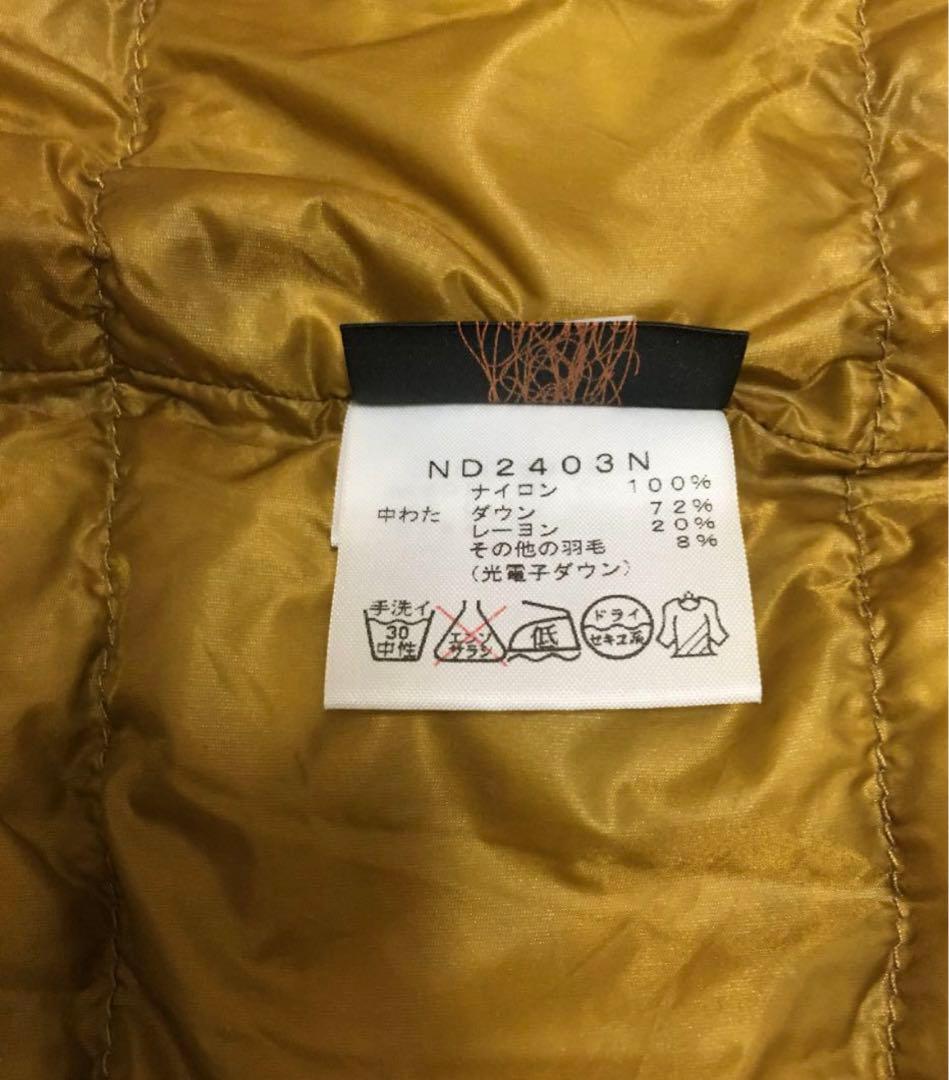 ND2403N
ナイロン 100%
中わた ダウン 72%
レーヨン 20%
その他の羽毛 8%
(光電子ダウン)
手洗イ
30
中性
エンソ
サラシ
低
ドライ
セキユ系